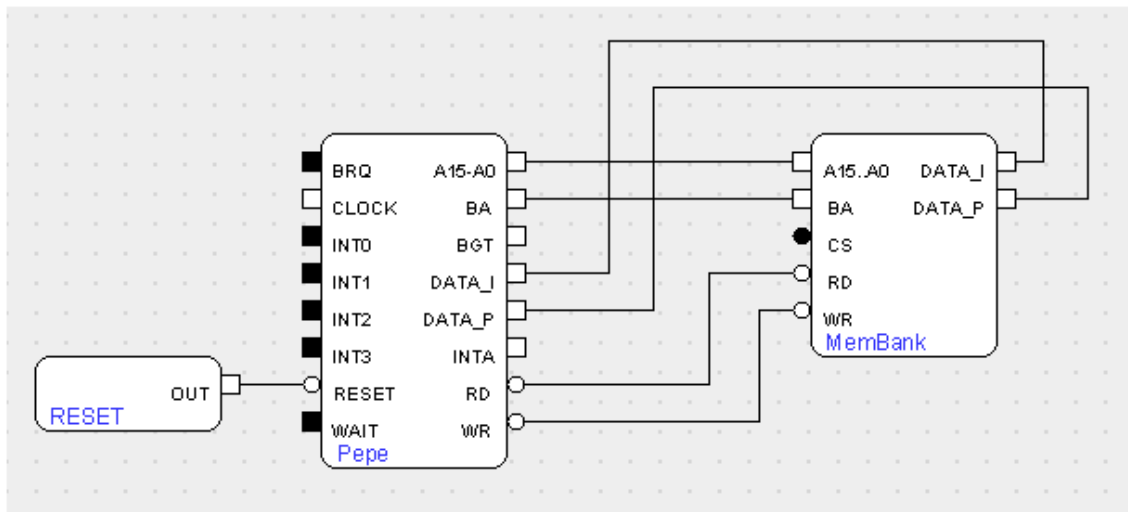 BRQ A15-A0
CLOCK BA
INT0 BGT
INT1 DATA_I
INT2 DATA_P
INT3 INTA
RESET RD
WAIT WR
Pepe
A15..A0 DATA_I
BA DATA_P
CS
RD
WR
MemBank
OUT
RESET